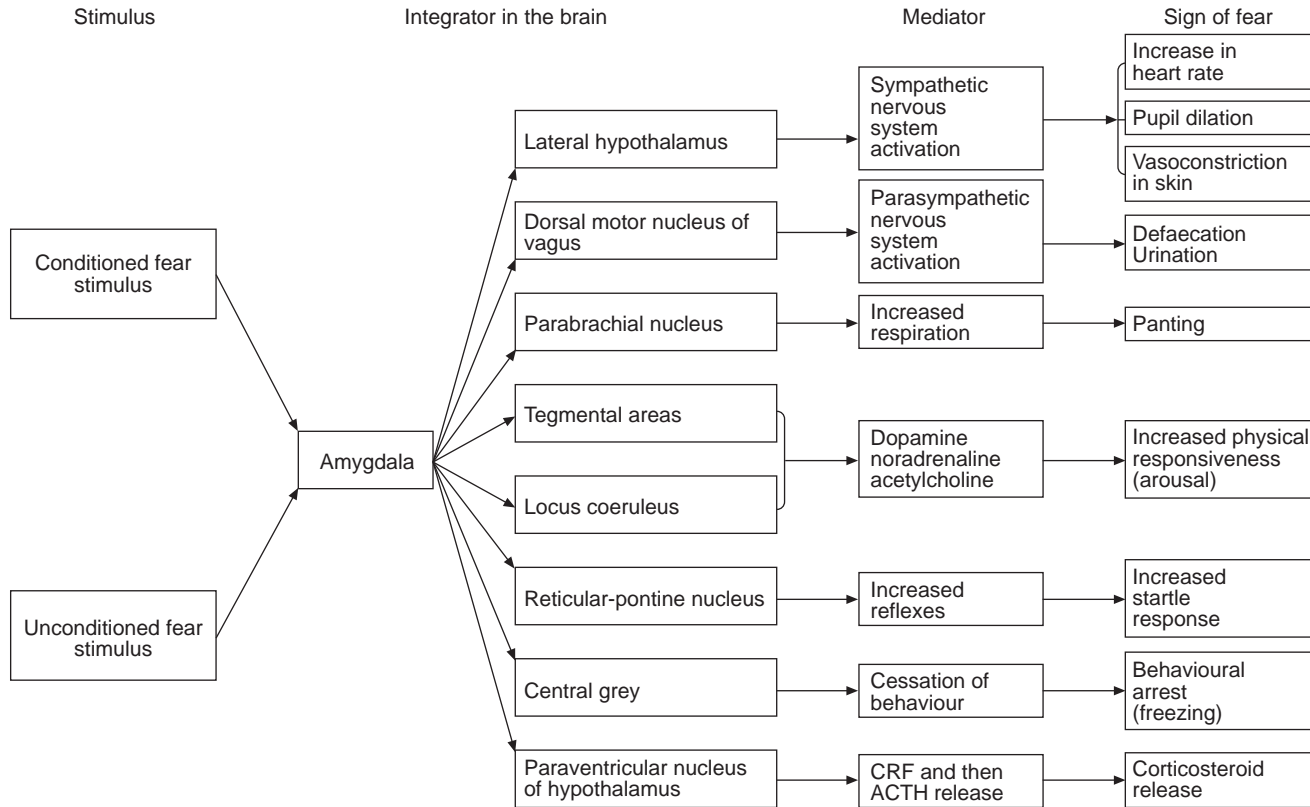 Stimulus
Integrator in the brain
Mediator
Sign of fear
Conditioned fear
stimulus
Unconditioned fear
stimulus
Amygdala
Lateral hypothalamus
Sympathetic
nervous
system
activation
Increase in
heart rate
Pupil dilation
Vasoconstriction
in skin
Dorsal motor nucleus of
vagus
Parasympathetic
nervous
system
activation
Defaecation
Urination
Parabrachial nucleus
Increased
respiration
Panting
Tegmental areas
Locus coeruleus
Dopamine
noradrenaline
acetylcholine
Increased physical
responsiveness
(arousal)
Reticular-pontine nucleus
Increased
reflexes
Increased
startle
response
Central grey
Cessation of
behaviour
Behavioural
arrest
(freezing)
Paraventricular nucleus
of hypothalamus
CRF and then
ACTH release
Corticosteroid
release